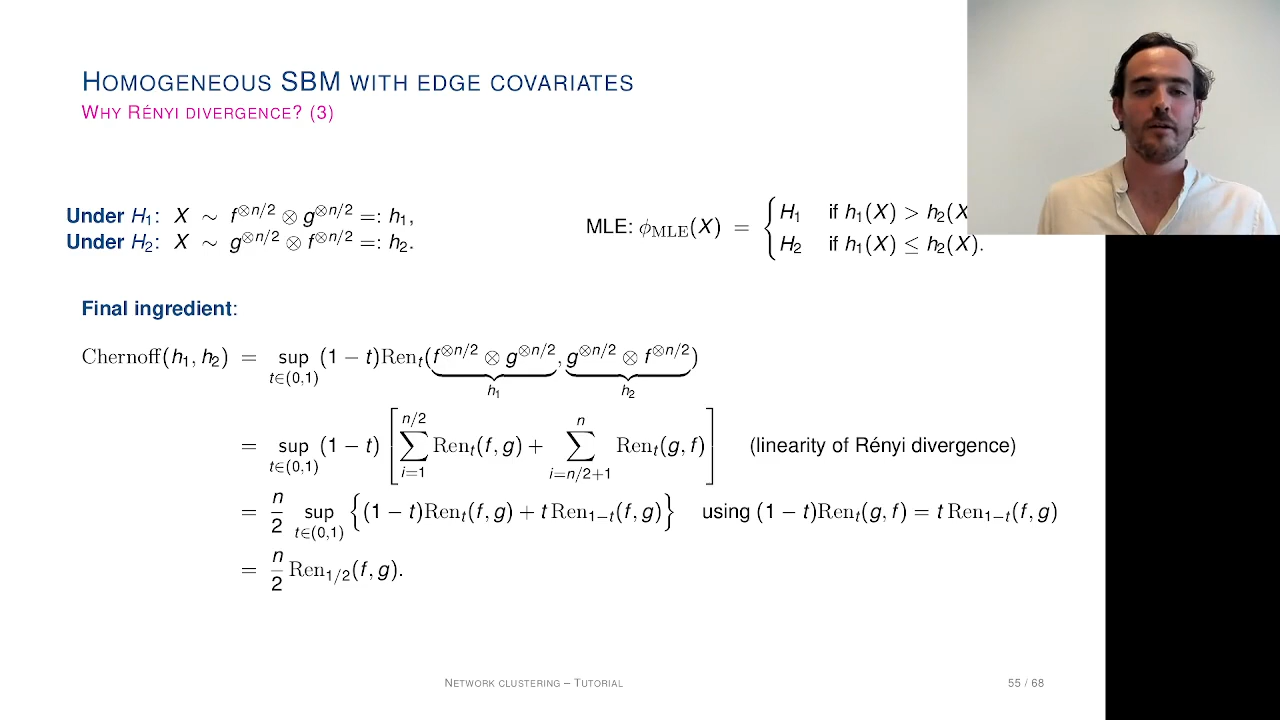 HOMOGENEOUS SBM WITH EDGE COVARIATES
WHY RÉNYI DIVERGENCE? (3)
Under H₁: X ∼ f^{⊗n/2} ⊗ g^{⊗n/2} =: h₁,
Under H₂: X ∼ g^{⊗n/2} ⊗ f^{⊗n/2} =: h₂.
MLE: ϕ_MLE(X) = { H₁ if h₁(X) > h₂(X
H₂ if h₁(X) ≤ h₂(X).
Final ingredient:
Chernoff(h₁, h₂) = sup_{t∈(0,1)} (1 − t)Ren_t(f^{⊗n/2} ⊗ g^{⊗n/2}, g^{⊗n/2} ⊗ f^{⊗n/2})
h₁ h₂
= sup_{t∈(0,1)} (1 − t) [ ∑_{i=1}^{n/2} Ren_t(f, g) + ∑_{i=n/2+1}^{n} Ren_t(g, f) ] (linearity of Rényi divergence)
= n/2 sup_{t∈(0,1)} { (1 − t)Ren_t(f, g) + t Ren_{1−t}(f, g) } using (1 − t)Ren_t(g, f) = t Ren_{1−t}(f, g)
= n/2 Ren_{1/2}(f, g).
NETWORK CLUSTERING – TUTORIAL
55 / 68